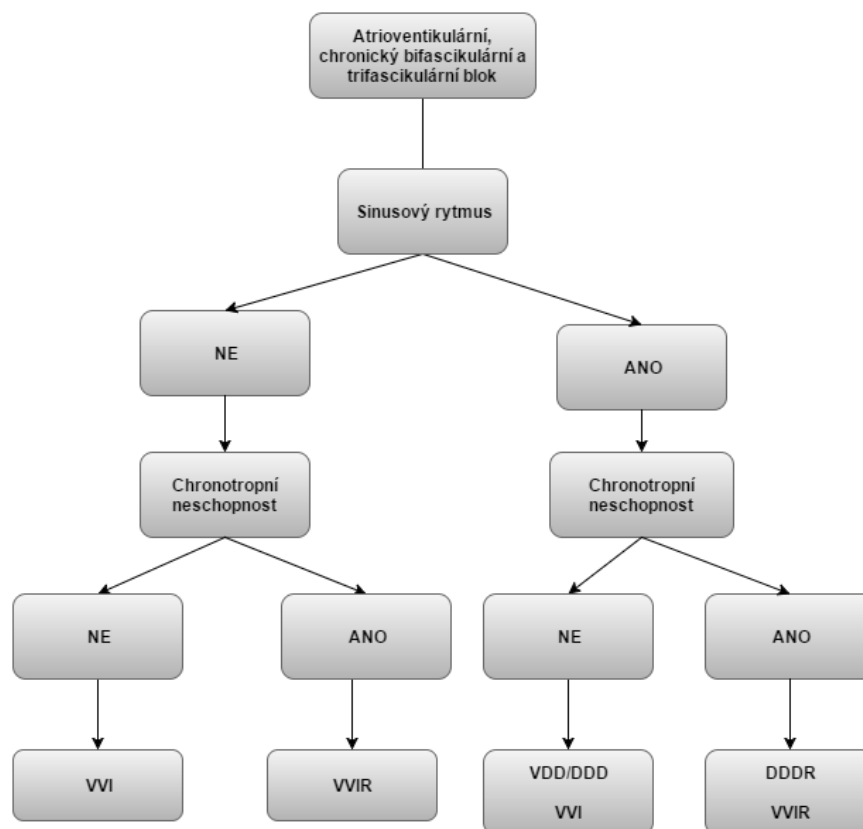 Atrioventikulární,
chronický bifascikulární a
trifascikulární blok
Sinusový rytmus
NE
ANO
Chronotropní
neschopnost
Chronotropní
neschopnost
NE
ANO
NE
ANO
VVI
VVIR
VDD/DDD
VVI
DDDR
VVIR